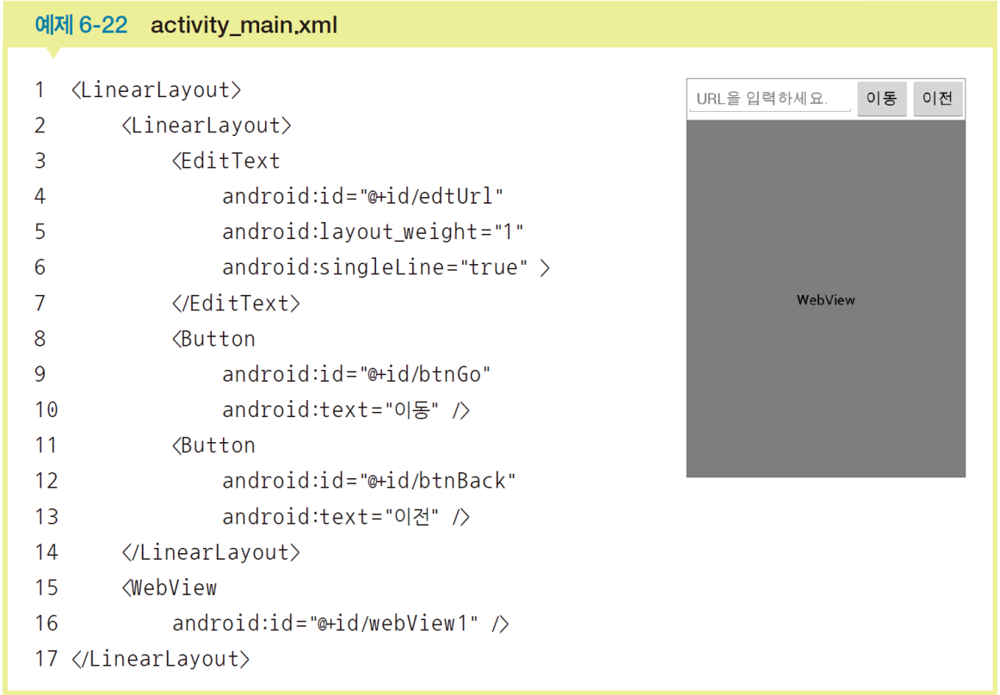 예제 6-22 activity_main.xml
1 <LinearLayout>
2 <LinearLayout>
3 <EditText
4 android:id="@+id/edtUrl"
5 android:layout_weight="1"
6 android:singleLine="true" >
7 </EditText>
8 <Button
9 android:id="@+id/btnGo"
10 android:text="이동" />
11 <Button
12 android:id="@+id/btnBack"
13 android:text="이전" />
14 </LinearLayout>
15 <WebView
16 android:id="@+id/webView1" />
17 </LinearLayout>
URL을 입력하세요. 이동 이전
WebView